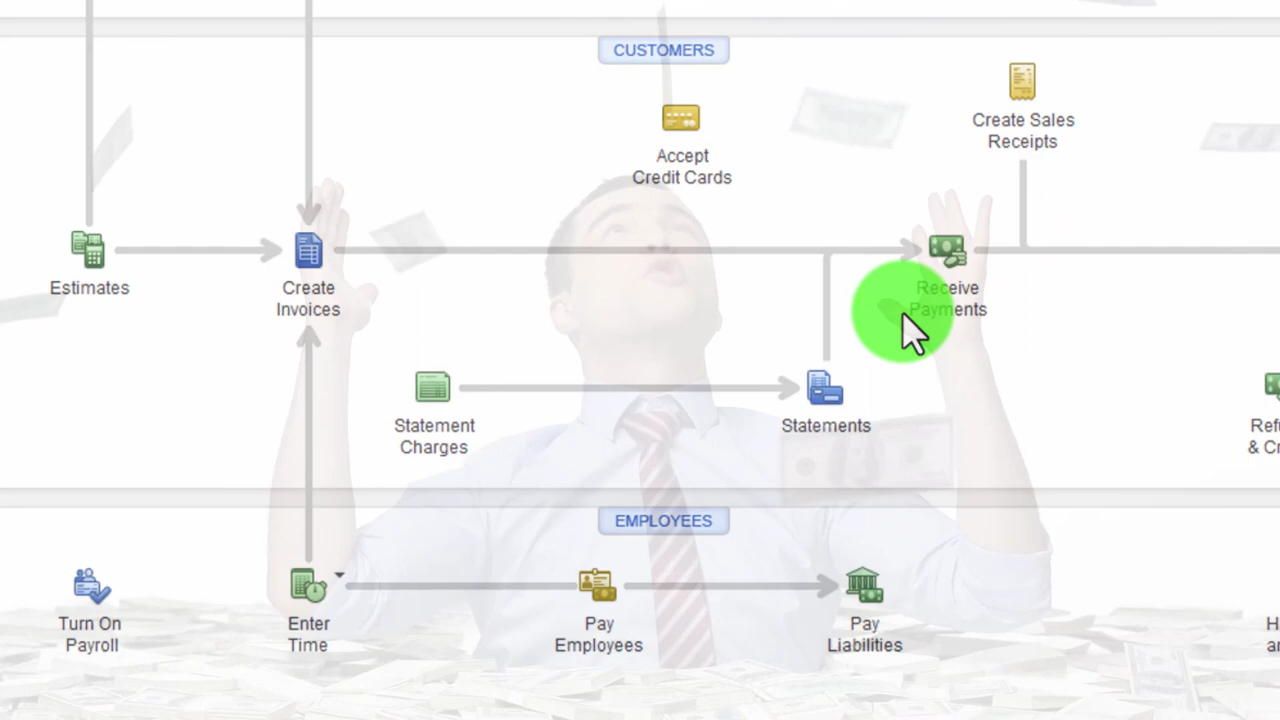 CUSTOMERS
Create Sales
Receipts
Accept
Credit Cards
Estimates
Create
Invoices
Receive
Payments
Statement
Charges
Statements
EMPLOYEES
Turn On
Payroll
Enter
Time
Pay
Employees
Pay
Liabilities